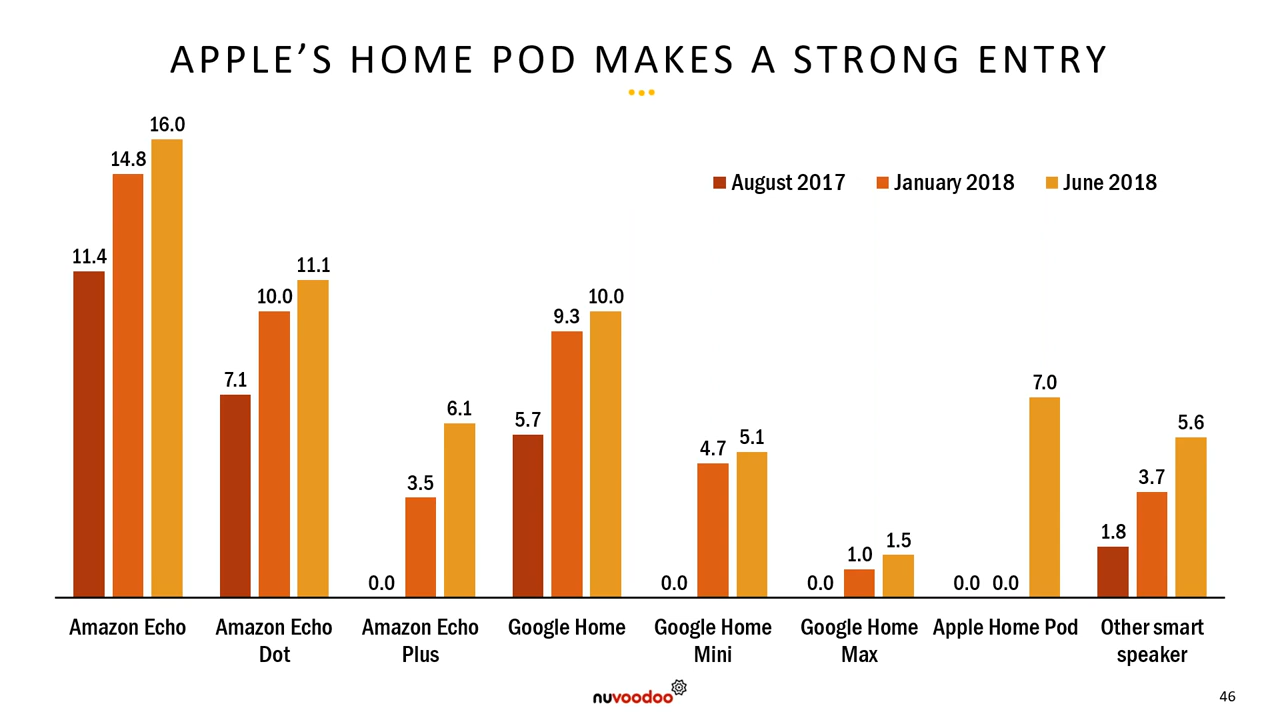 APPLE’S HOME POD MAKES A STRONG ENTRY
August 2017 January 2018 June 2018
11.4 14.8 16.0
7.1 10.0 11.1
0.0 3.5 6.1
5.7 9.3 10.0
0.0 4.7 5.1
0.0 1.0 1.5
0.0 0.0 7.0
1.8 3.7 5.6
Amazon Echo
Amazon Echo
Dot
Amazon Echo
Plus
Google Home
Google Home
Mini
Google Home
Max
Apple Home Pod
Other smart
speaker
nuvoodoo
46